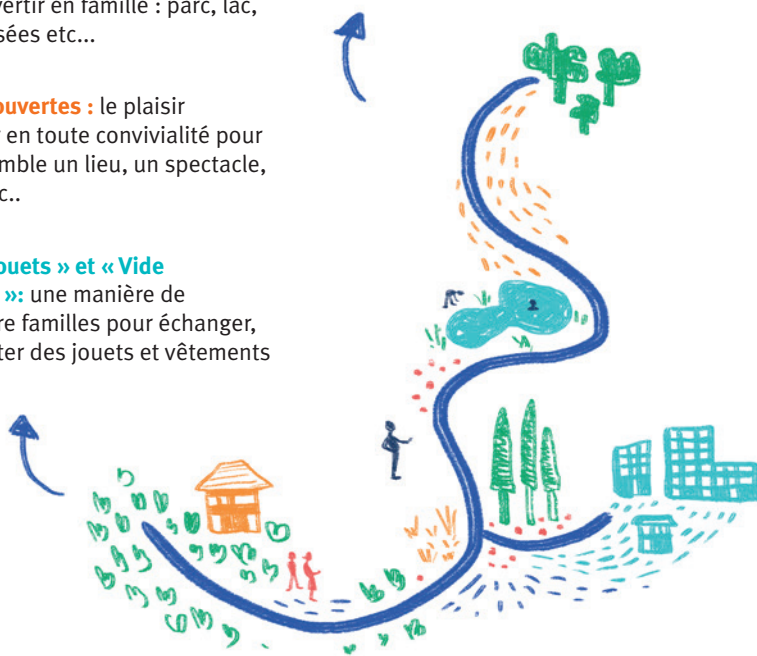 vertir en famille : parc, lac,
sées etc...
ouvertes : le plaisir
en toute convivialité pour
mble un lieu, un spectacle,
c..
ouets » et « Vide
»: une manière de
re familles pour échanger,
ter des jouets et vêtements